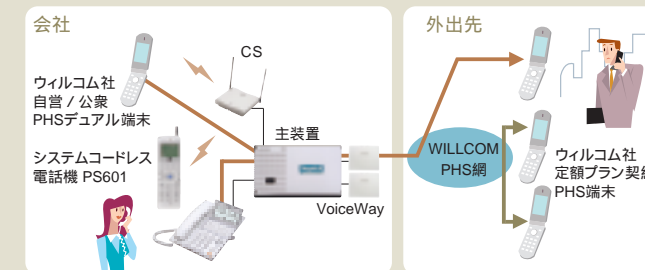 会社
CS
ウィルコム社
自営 / 公衆
PHSデュアル端末
主装置
システムコードレス
電話機 PS601
VoiceWay
外出先
WILLCOM
PHS網
ウィルコム社
定額プラン契
PHS端末